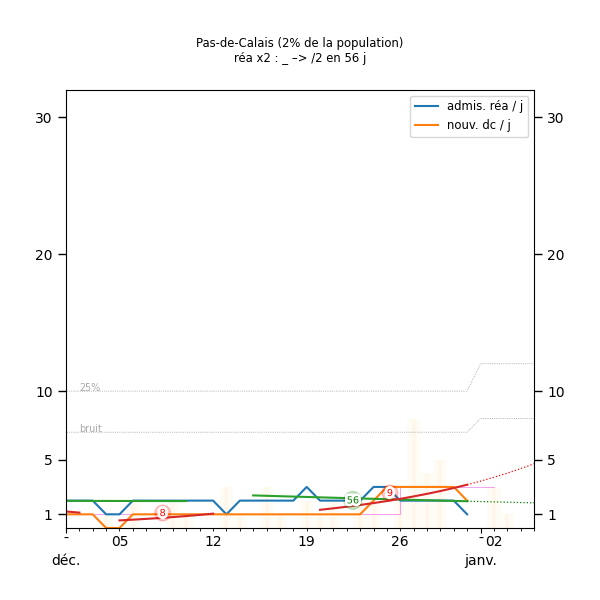 Pas-de-Calais (2% de la population)
réa x2 : _ –> /2 en 56 j
admis. réa / j
nouv. dc / j
30 30
20 20
10 10
25%
bruit
5 5
56
9
8
1 1
- 05 12 19 26 - 02
déc. janv.